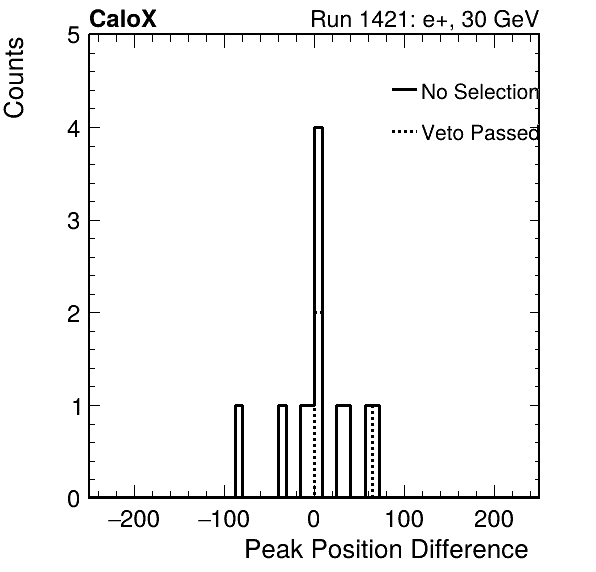 CaloX Run 1421: e+, 30 GeV
Counts
5
No Selection
Veto Passed
4
3
2
1
0
−200 −100 0 100 200
Peak Position Difference